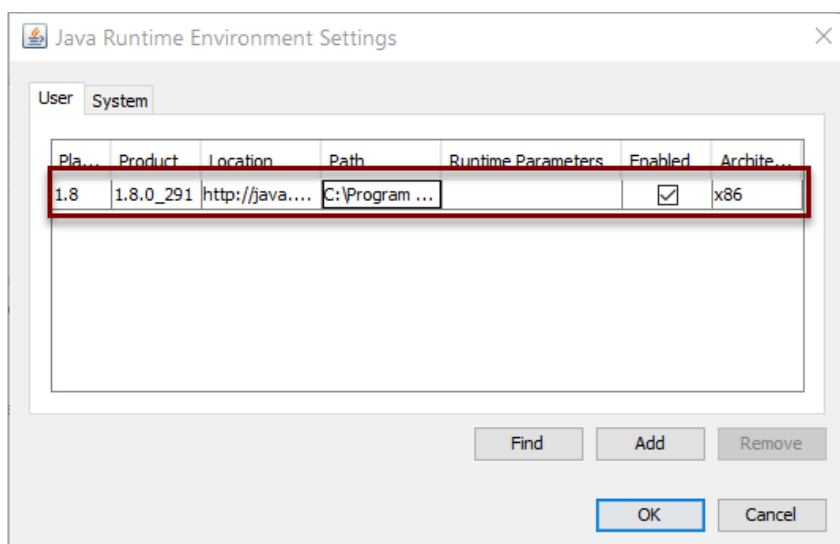 Java Runtime Environment Settings
User System
Pla... Product Location Path Runtime Parameters Enabled Archite...
1.8 1.8.0_291 http://java.... C:\Program ... x86
Find Add Remove
OK Cancel